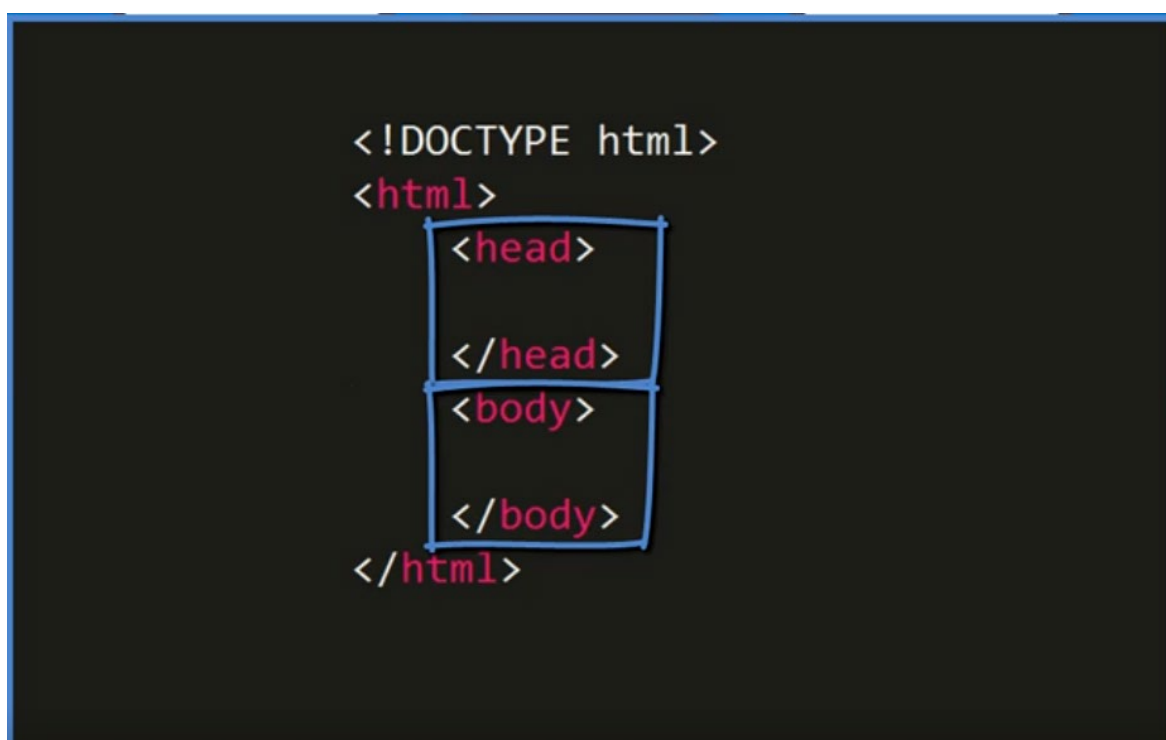 <!DOCTYPE html>
<html>
<head>
</head>
<body>
</body>
</html>